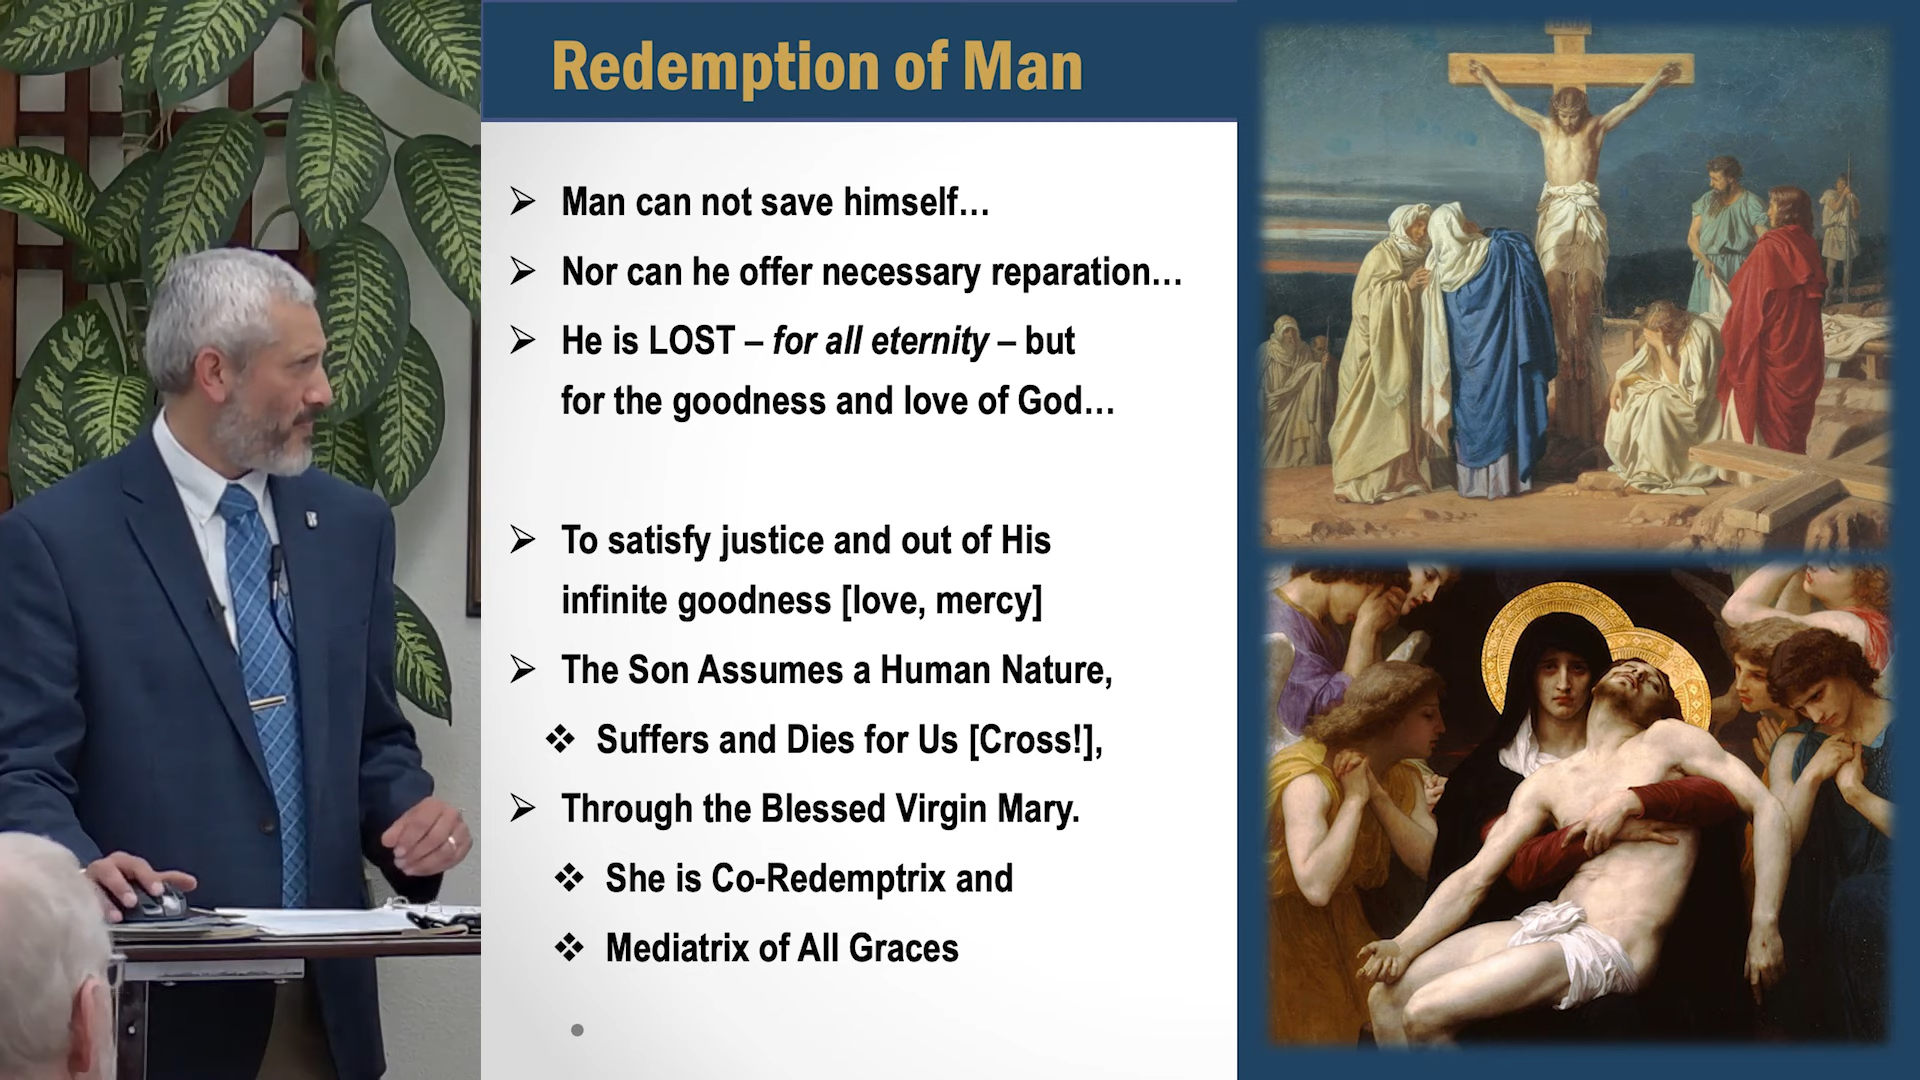 Redemption of Man
Man can not save himself…
Nor can he offer necessary reparation…
He is LOST – for all eternity – but
for the goodness and love of God…
To satisfy justice and out of His
infinite goodness [love, mercy]
The Son Assumes a Human Nature,
Suffers and Dies for Us [Cross!],
Through the Blessed Virgin Mary.
She is Co-Redemptrix and
Mediatrix of All Graces